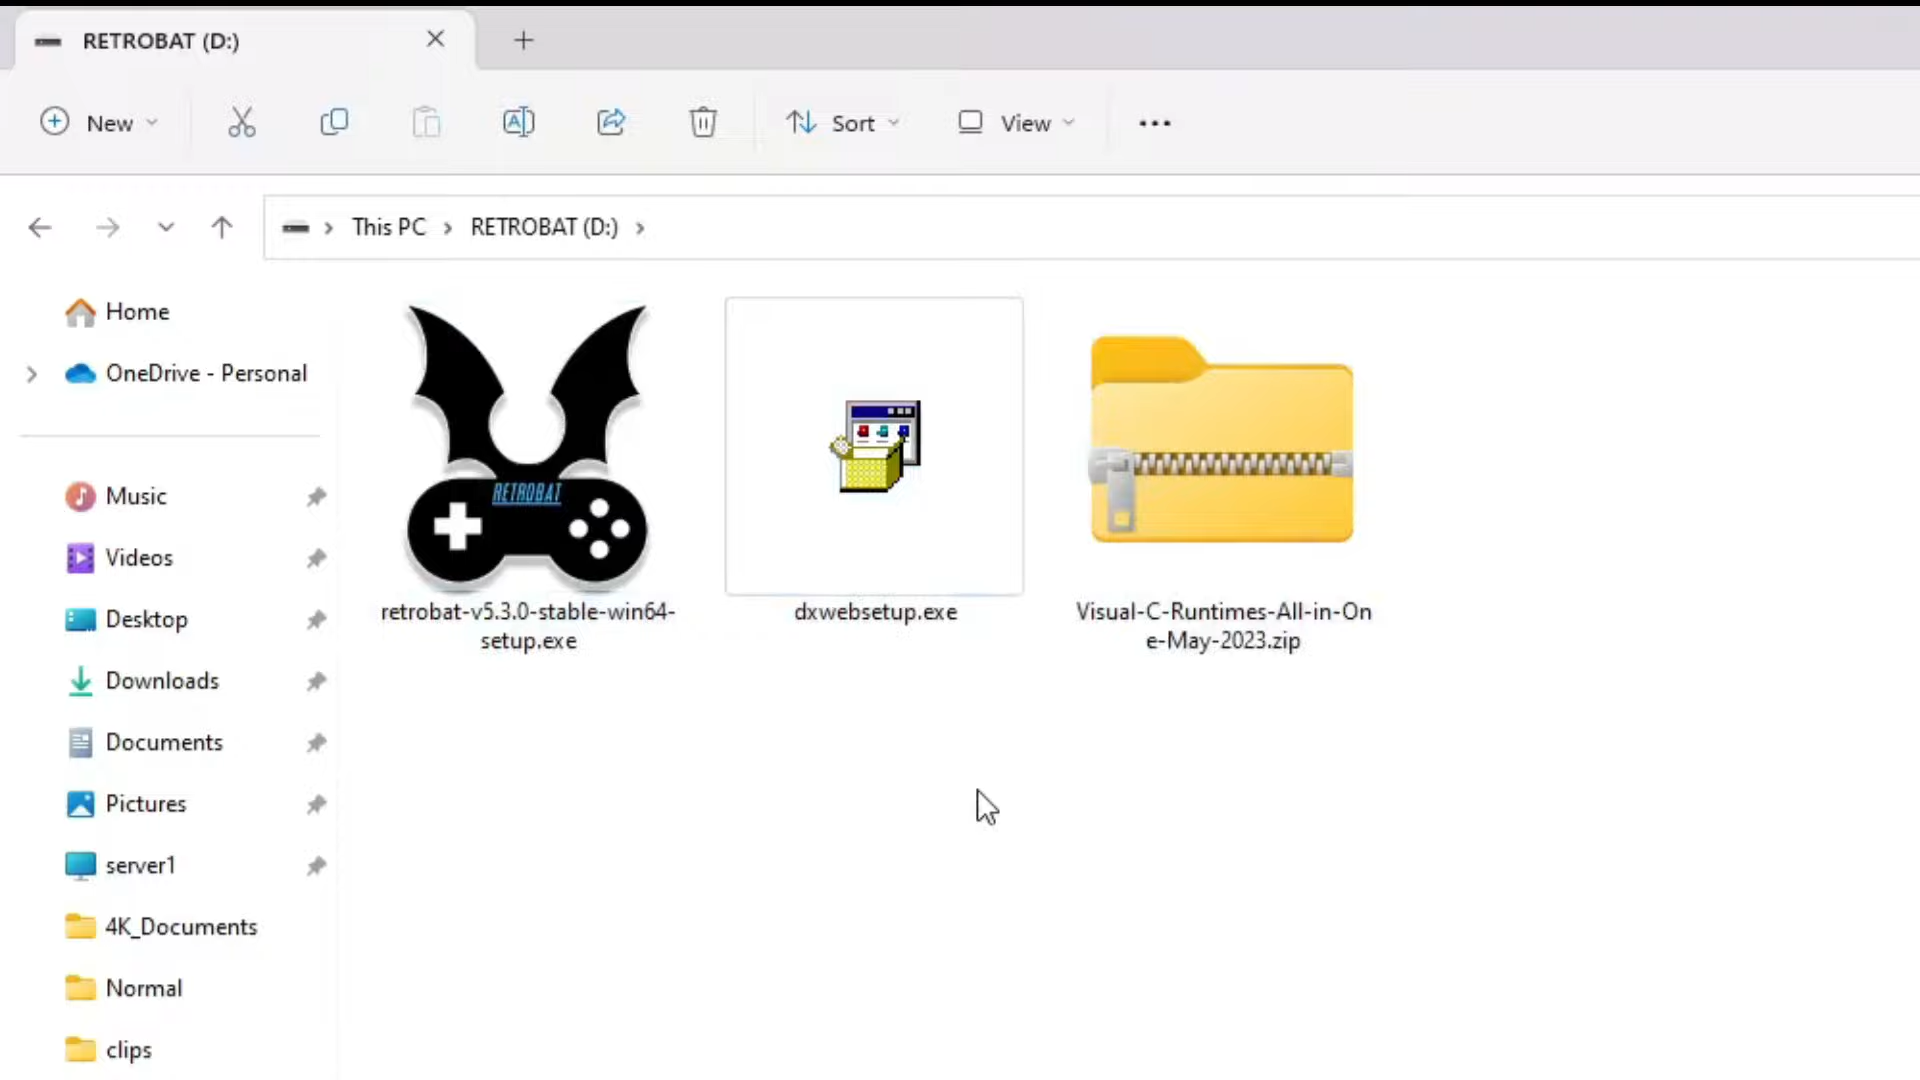 RETROBAT (D:)
New
Sort
View
This PC
RETROBAT (D:)
Home
OneDrive - Personal
Music
Videos
Desktop
Downloads
Documents
Pictures
server1
4K_Documents
Normal
clips
RETROBAT
retrobat-v5.3.0-stable-win64-
setup.exe
dxwebsetup.exe
Visual-C-Runtimes-All-in-On
e-May-2023.zip